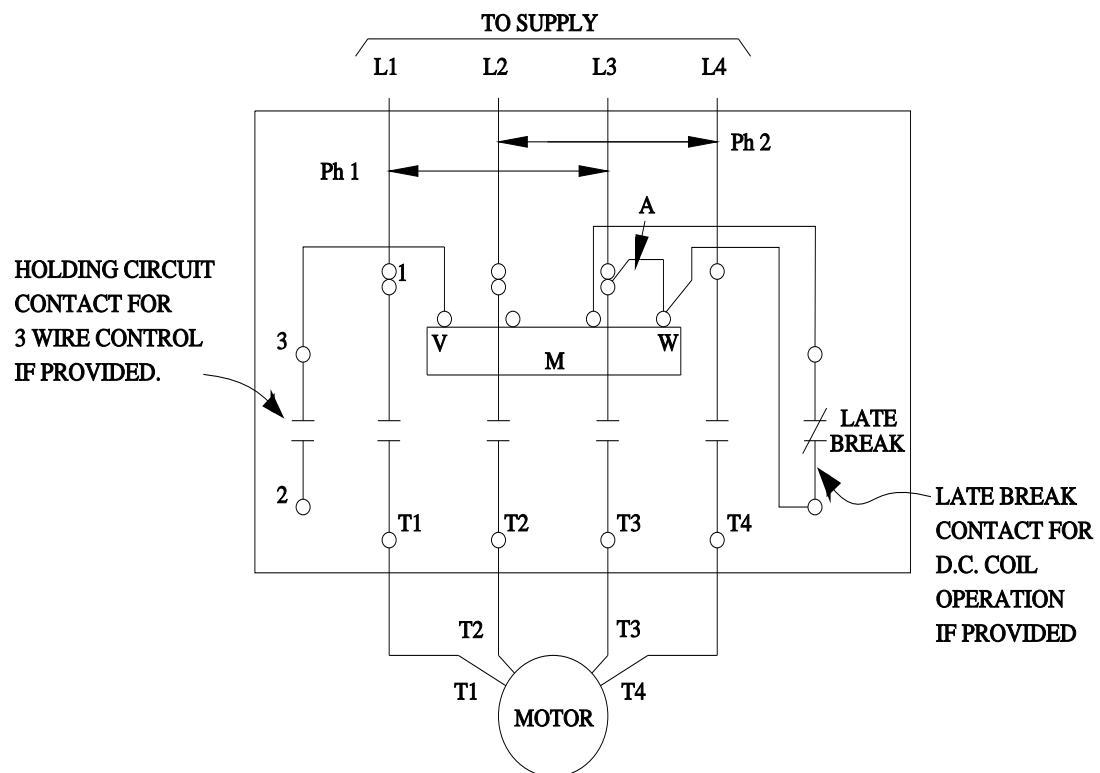 TO SUPPLY
L1
L2
L3
L4
Ph 2
Ph 1
A
HOLDING CIRCUIT
CONTACT FOR
3 WIRE CONTROL
IF PROVIDED.
1
V
W
M
3
2
LATE
BREAK
LATE BREAK
CONTACT FOR
D.C. COIL
OPERATION
IF PROVIDED
T1
T2
T3
T4
T2
T3
T1
T4
MOTOR